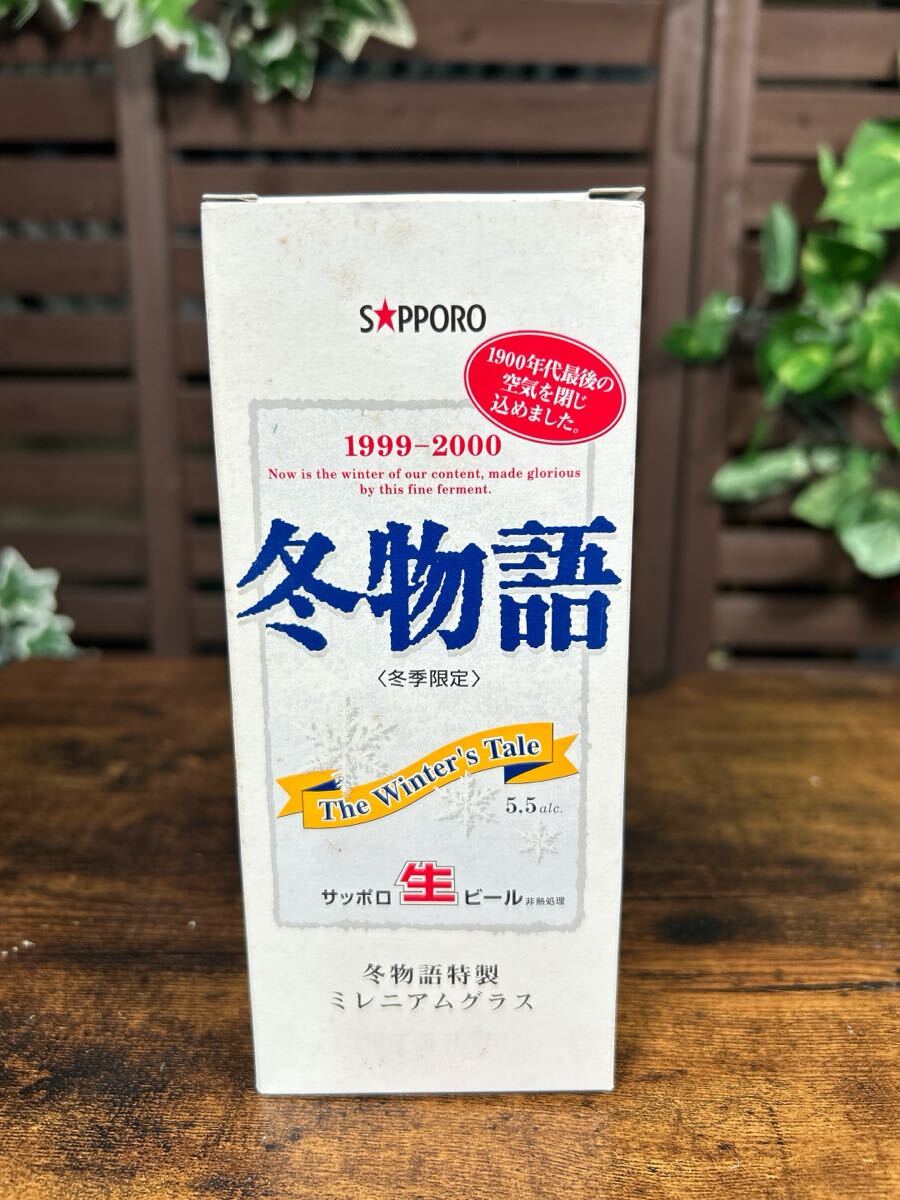 SAPPORO
1900年代最後の
空気を閉じ
込めました。
1999-2000
Now is the winter of our content, made glorious
by this fine ferment.
冬物語
〈冬季限定〉
The Winter's Tale
5.5alc.
サッポロ生ビール非熱処理
冬物語特製
ミレニアムグラス